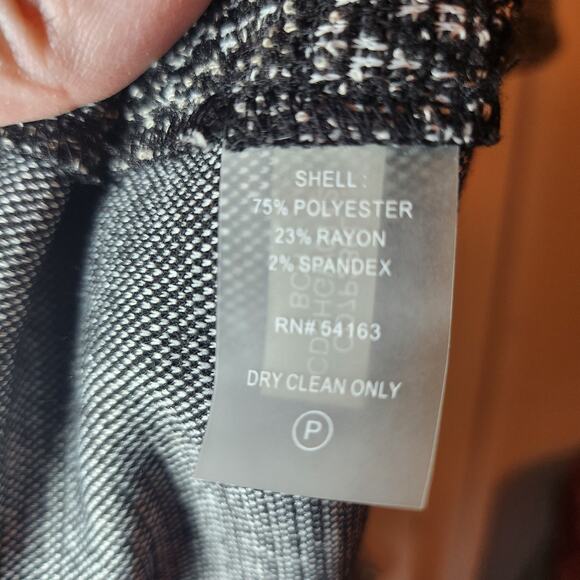 SHELL :
75% POLYESTER
23% RAYON
2% SPANDEX
RN# 54163
DRY CLEAN ONLY
P